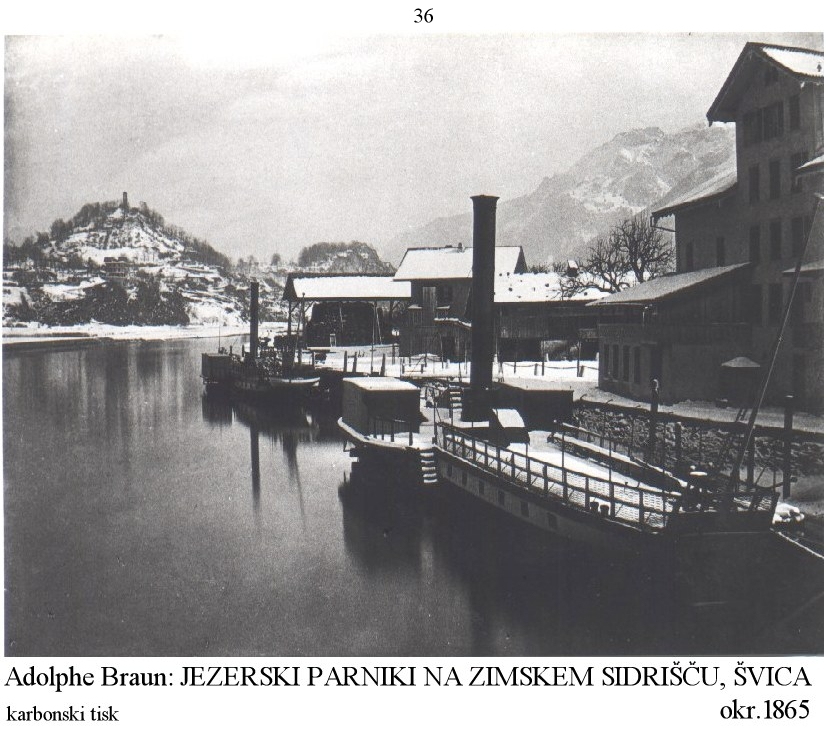 36
Adolphe Braun: JEZERSKI PARNIKI NA ZIMSKEM SIDRIŠČU, ŠVICA
karbonski tisk
okr.1865